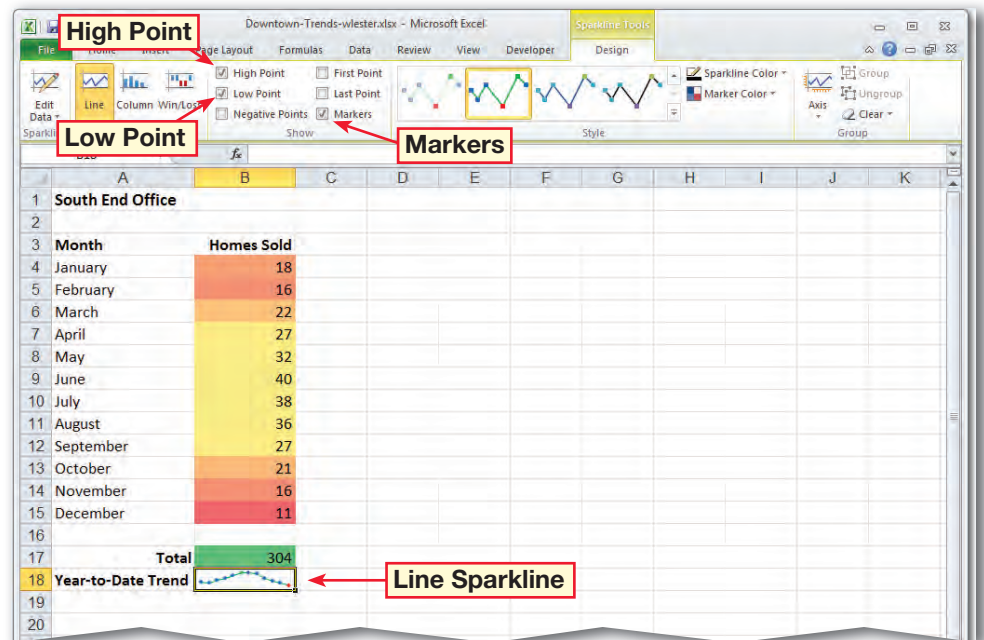 High Point
Downtown-Trends-wlester.xlsx - Microsoft Excel
Sparkline Tools
File Home Insert Page Layout Formulas Data Review View Developer Design
High Point
First Point
Low Point
Last Point
Negative Points
Markers
Show
Edit
Data
Line
Column
Style
Sparkline Color
Marker Color
Axis
Group
Ungroup
Clear
Group
Low Point
Markers
fx
A B C D E F G H I J K
1 South End Office
2
3 Month Homes Sold
4 January 18
5 February 16
6 March 22
7 April 27
8 May 32
9 June 40
10 July 38
11 August 36
12 September 27
13 October 21
14 November 16
15 December 11
16
17 Total 304
18 Year-to-Date Trend
Line Sparkline
19
20